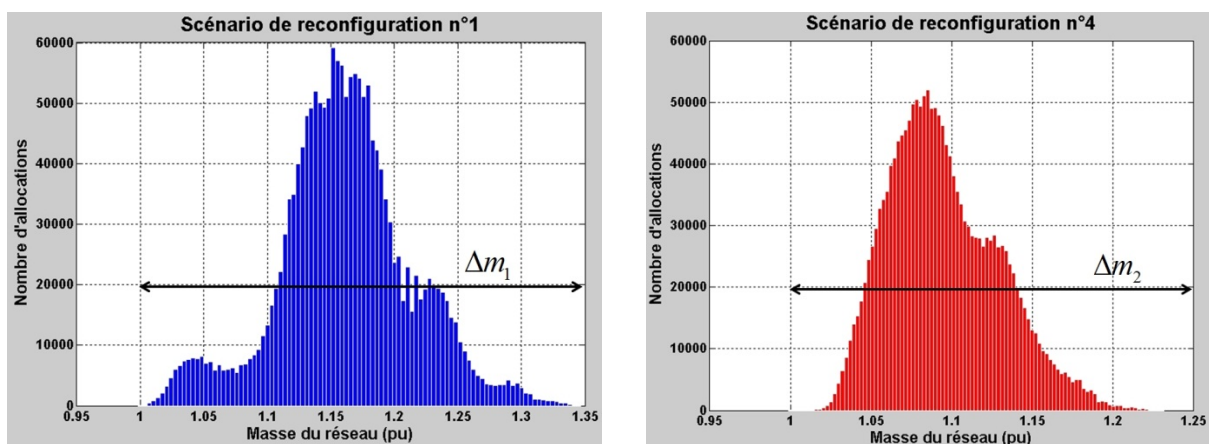 Scénario de reconfiguration n°1
60000
50000
40000
30000
20000
10000
0
Nombre d'allocations
Δm₁
0.95 1 1.05 1.1 1.15 1.2 1.25 1.3 1.35
Masse du réseau (pu)
Scénario de reconfiguration n°4
60000
50000
40000
30000
20000
10000
0
Nombre d'allocations
Δm₂
0.95 1 1.05 1.1 1.15 1.2 1.25
Masse du réseau (pu)